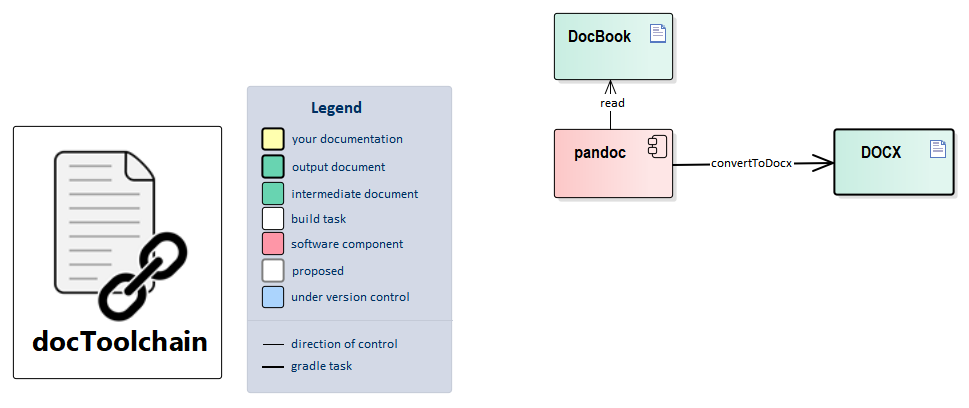 docToolchain
Legend
your documentation
output document
intermediate document
build task
software component
proposed
under version control
direction of control
gradle task
DocBook
read
pandoc
convertToDocx
DOCX